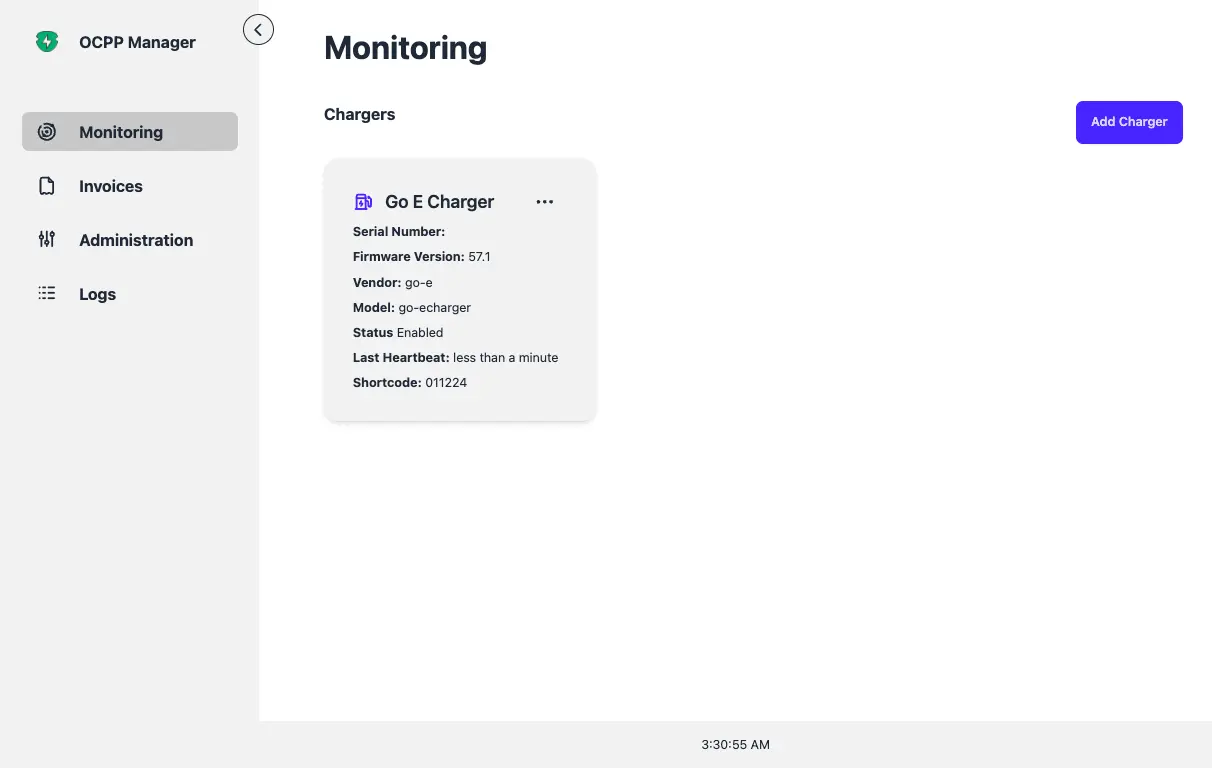 OCPP Manager
Monitoring
Invoices
Administration
Logs
Monitoring
Chargers
Add Charger
Go E Charger
Serial Number:
Firmware Version: 57.1
Vendor: go-e
Model: go-echarger
Status Enabled
Last Heartbeat: less than a minute
Shortcode: 011224
3:30:55 AM